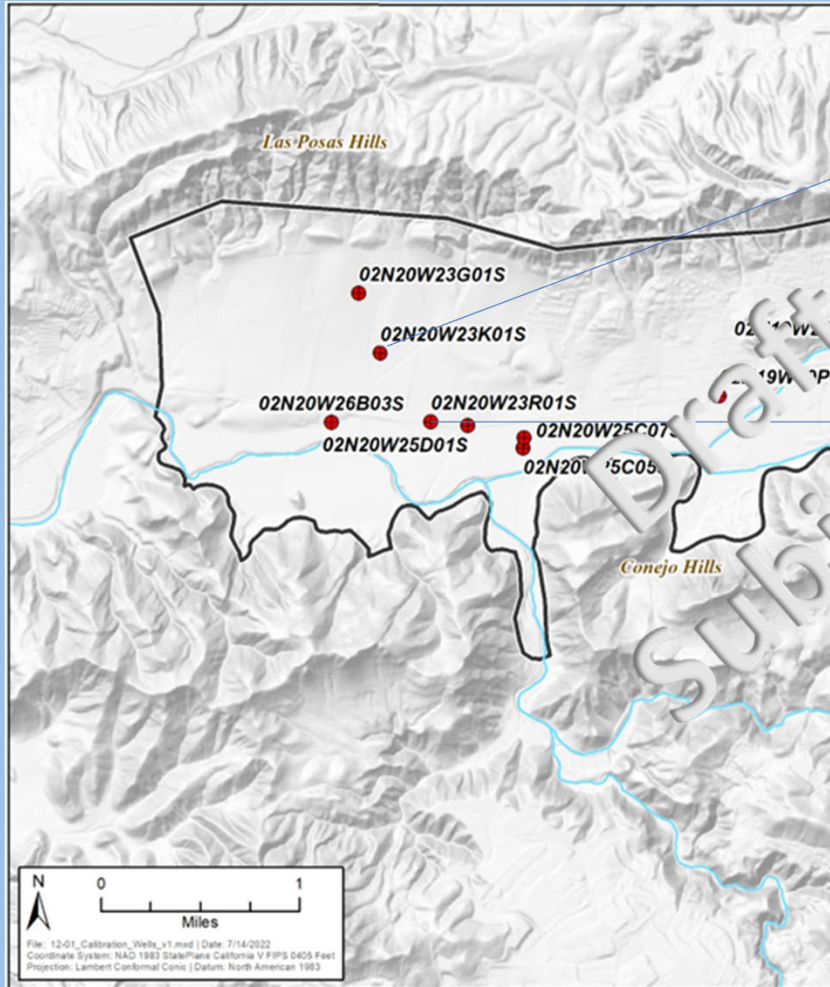 Las Posas Hills
02N20W23G01S
02N20W23K01S
02N20W26B03S
02N20W23R01S
02N20W25D01S
02N20W25C07S
Conejo Hills
Draft
N
0 1
Miles
File: 12-01_Calibration_Wells_v1.mxd | Date: 7/14/2022
Coordinate System: NAD 1983 StatePlane California V FIPS 0405 Feet
Projection: Lambert Conformal Conic | Datum: North American 1983